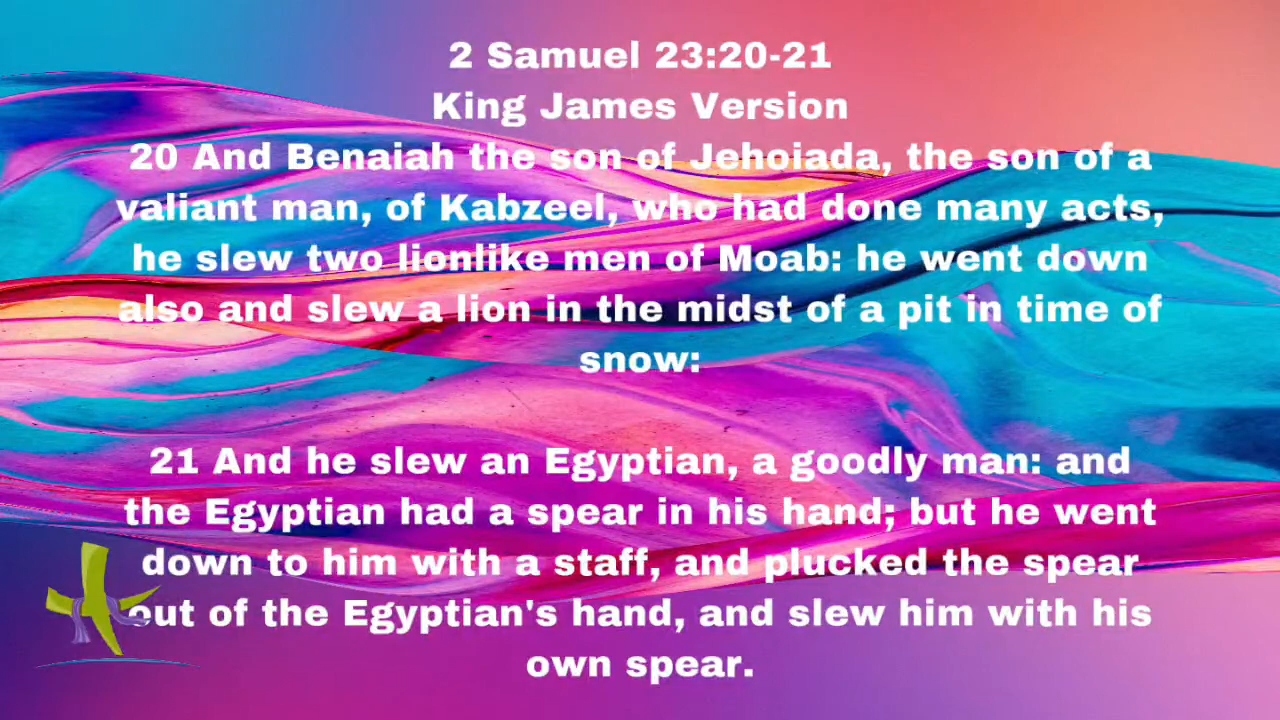 2 Samuel 23:20-21
King James Version
20 And Benaiah the son of Jehoiada, the son of a
valiant man, of Kabzeel, who had done many acts,
he slew two lionlike men of Moab: he went down
also and slew a lion in the midst of a pit in time of
snow:
21 And he slew an Egyptian, a goodly man: and
the Egyptian had a spear in his hand; but he went
down to him with a staff, and plucked the spear
out of the Egyptian's hand, and slew him with his
own spear.